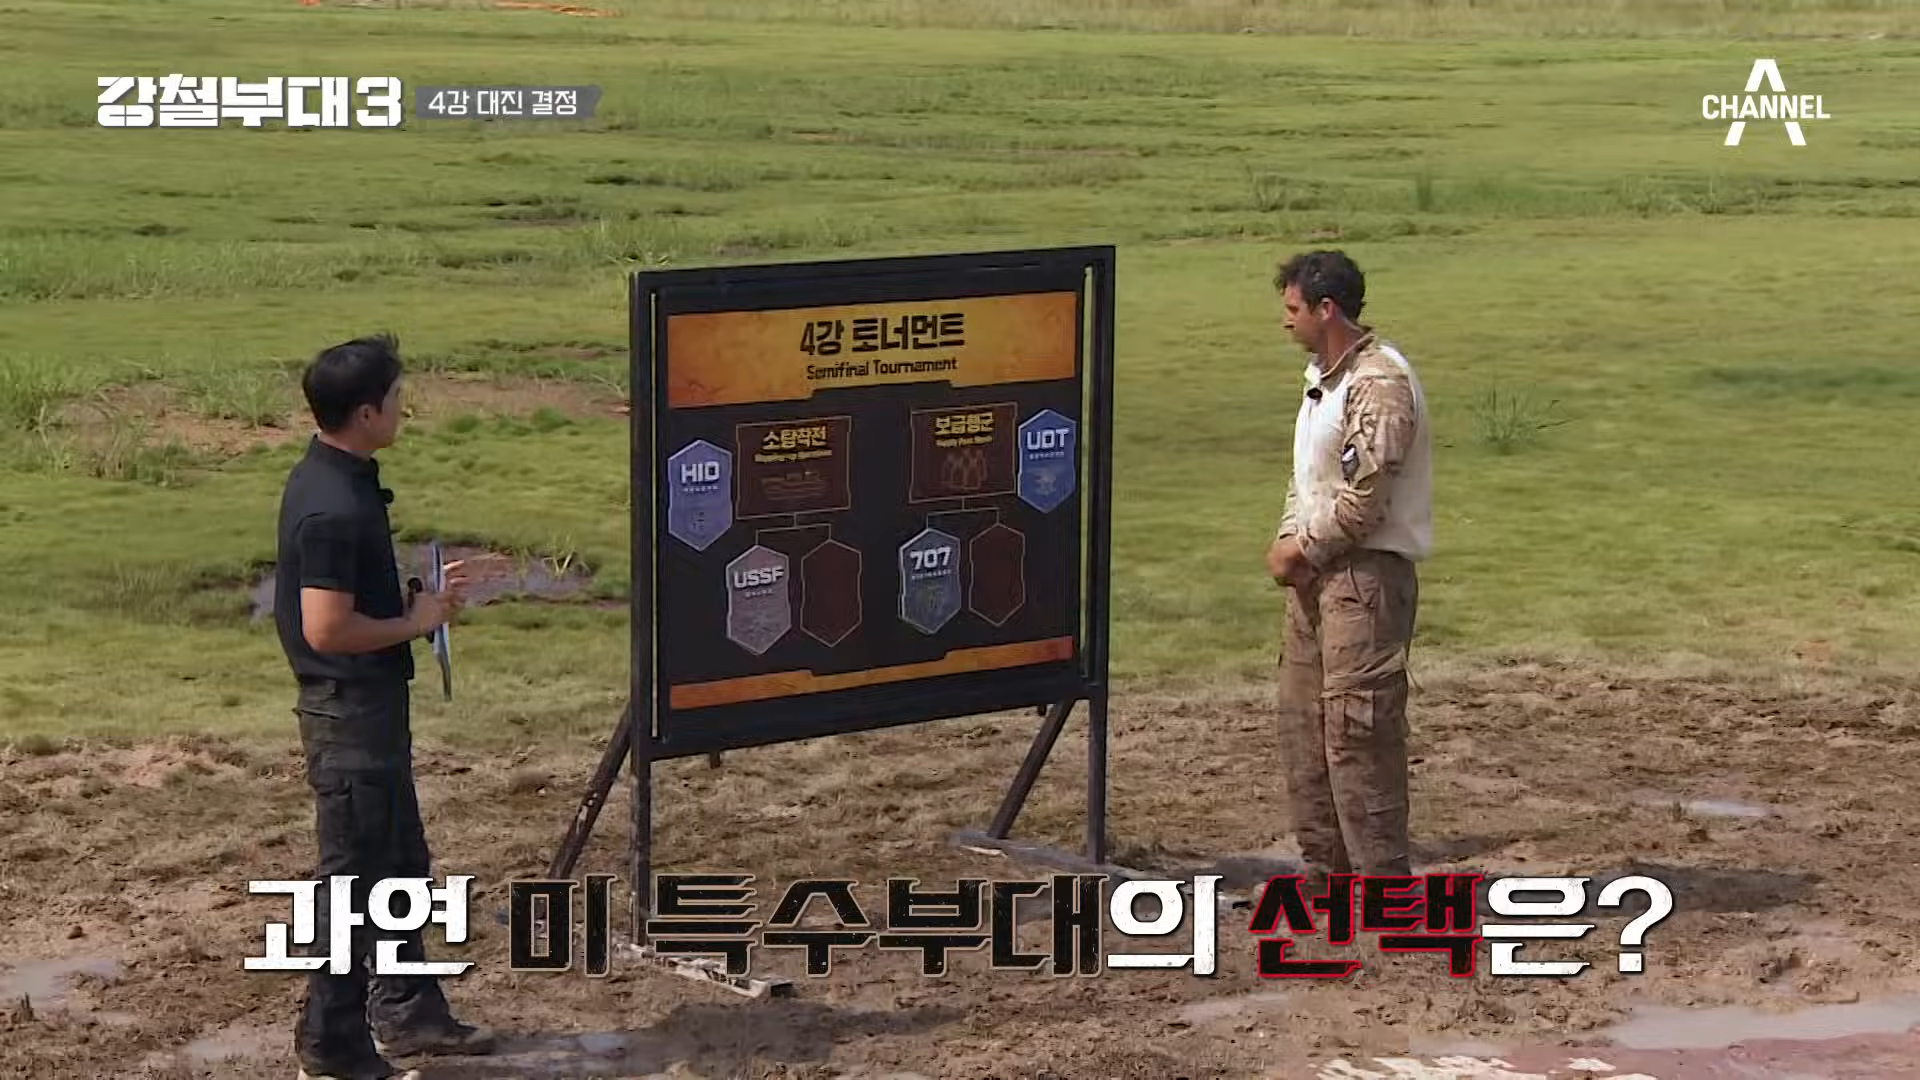 강철부대3
4강 대진 결정
CHANNEL A
4강 토너먼트
Semifinal Tournament
소탕작전
보급행군
HID
UDT
USSF
707
과연 미 특수부대의 선택은?